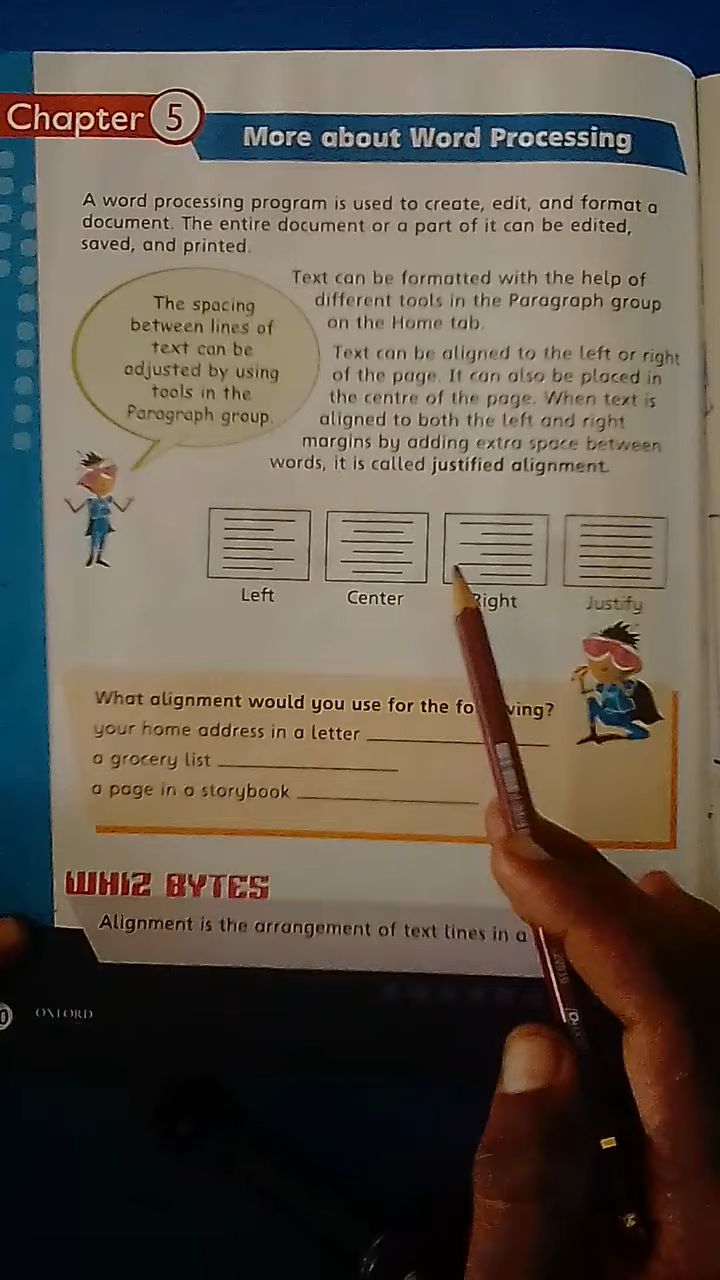 Chapter 5
More about Word Processing
A word processing program is used to create, edit, and format a
document. The entire document or a part of it can be edited,
saved, and printed.
The spacing
between lines of
text can be
adjusted by using
tools in the
Paragraph group.
Text can be formatted with the help of
different tools in the Paragraph group
on the Home tab.
Text can be aligned to the left or right
of the page. It can also be placed in
the centre of the page. When text is
aligned to both the left and right
margins by adding extra space between
words, it is called justified alignment.
Left
Center
Right
Justify
What alignment would you use for the following?
your home address in a letter
a grocery list
a page in a storybook
WHIZ BYTES
Alignment is the arrangement of text lines in a
OXFORD